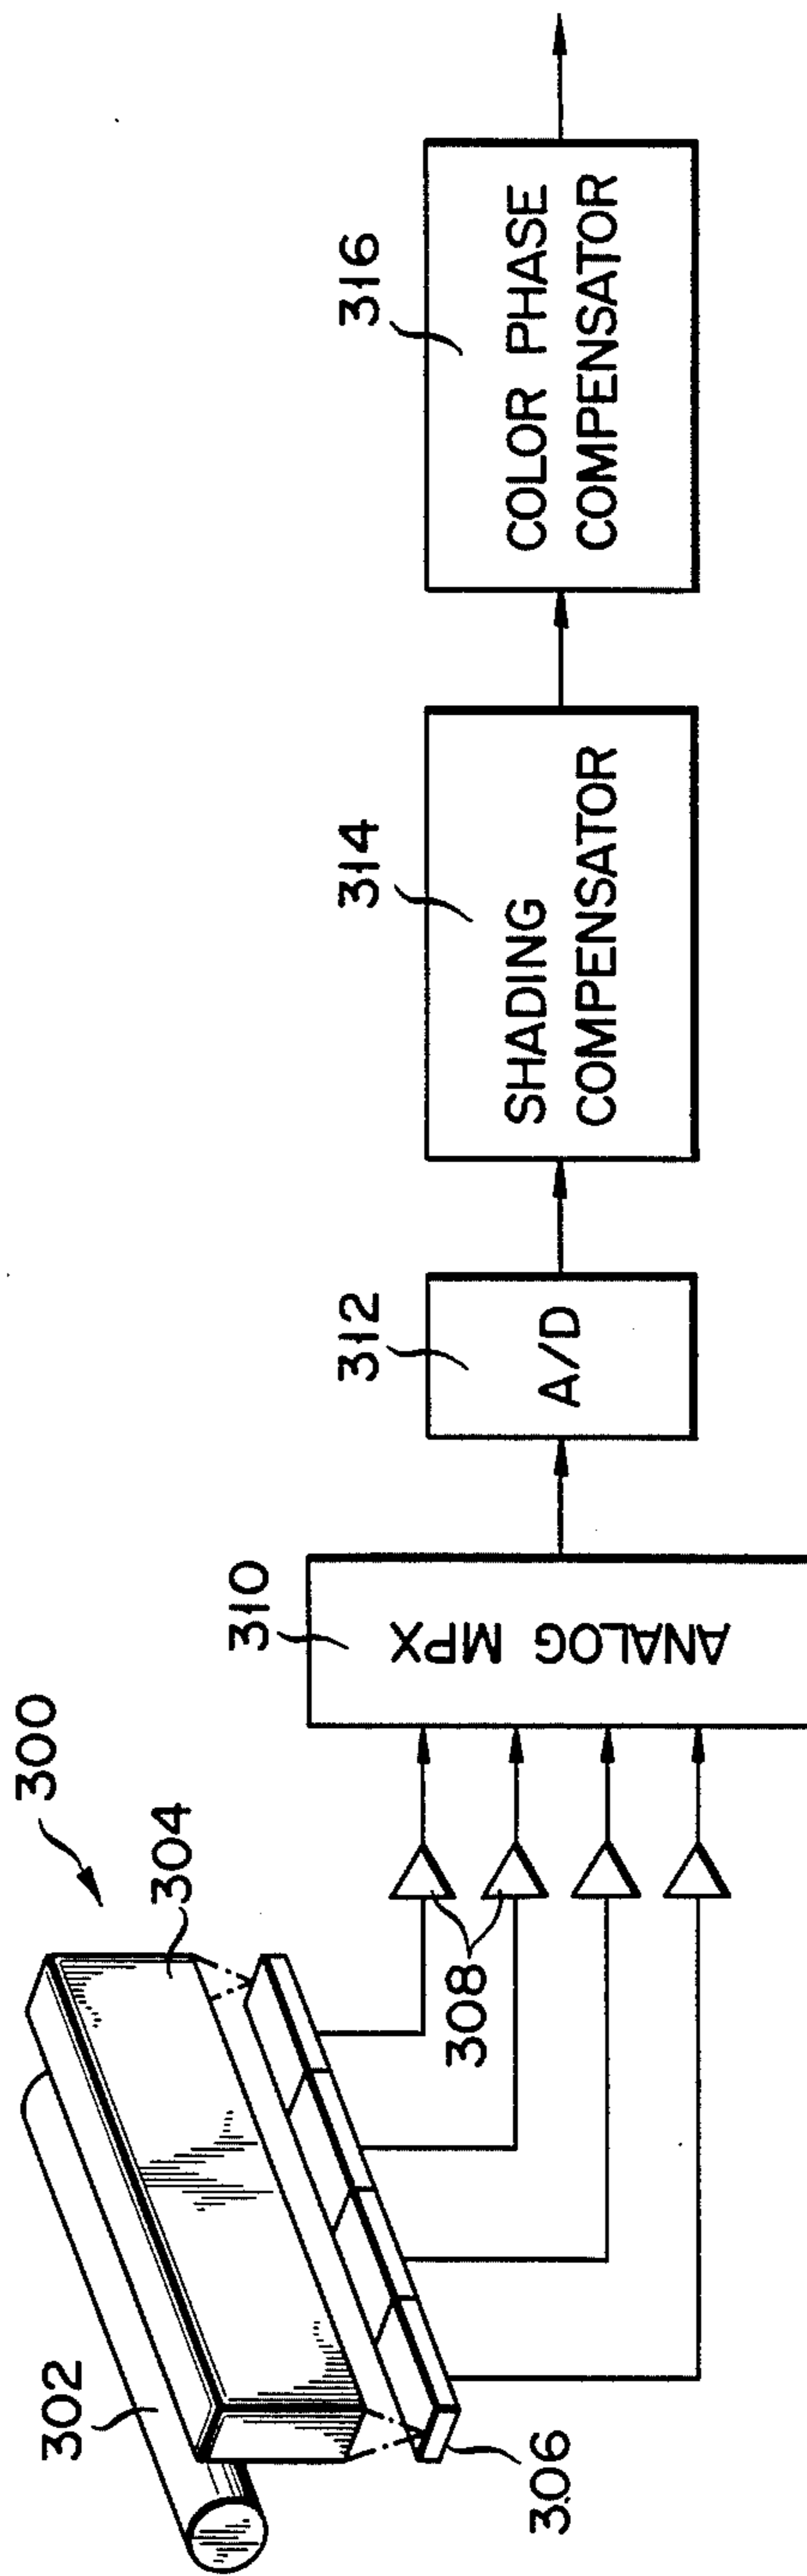 300
302
304
306
308
310
ANALOG MPX
312
A/D
314
SHADING
COMPENSATOR
316
COLOR PHASE
COMPENSATOR